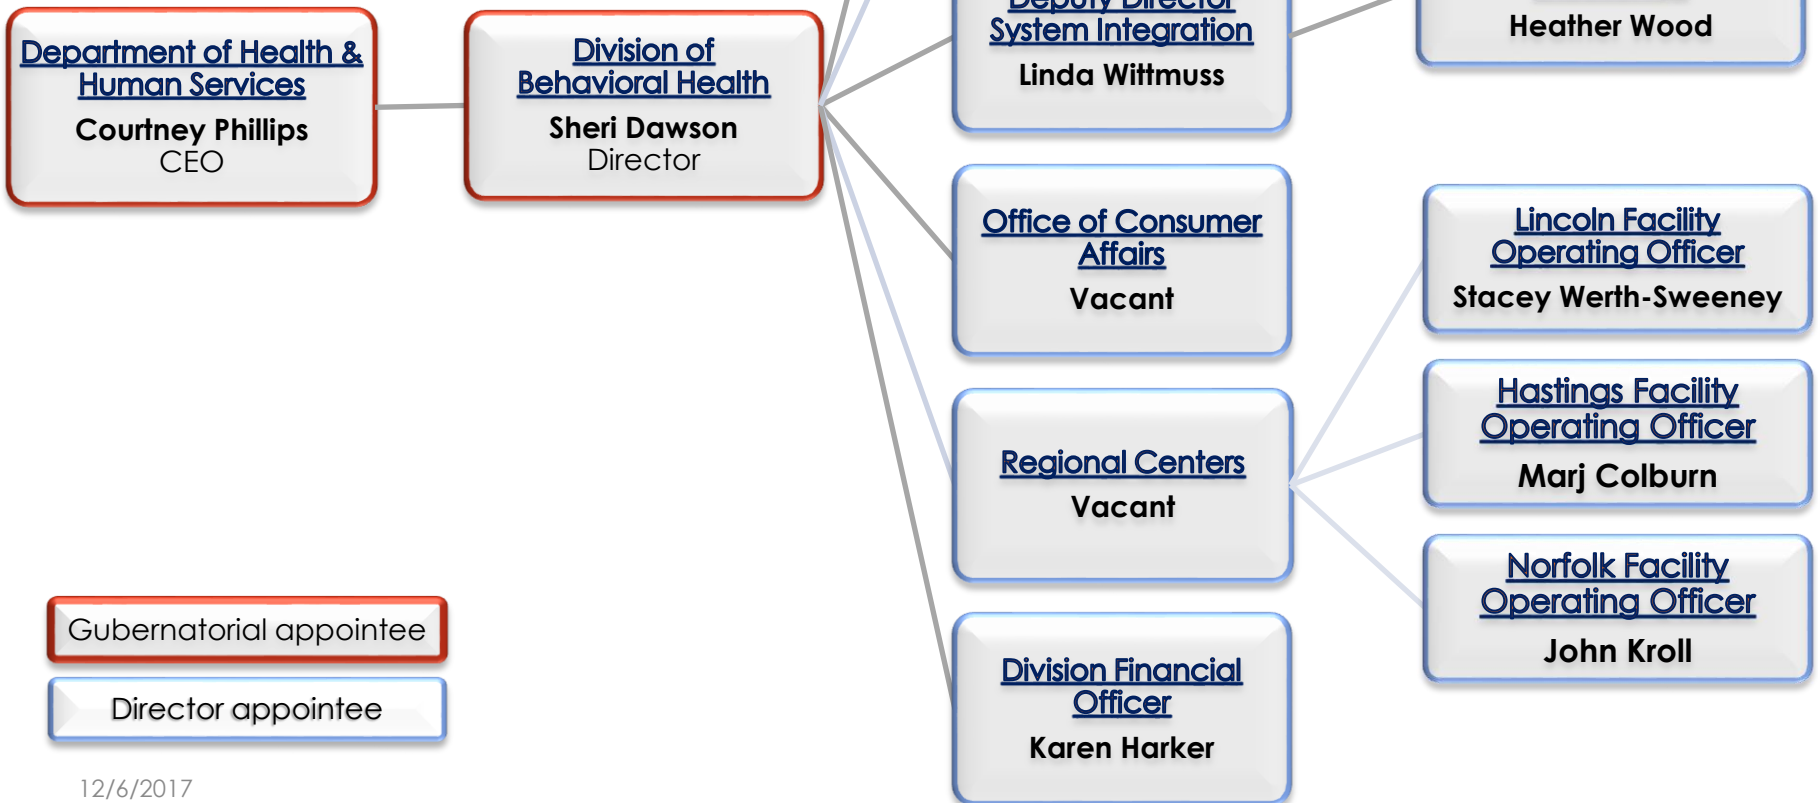 Department of Health &
Human Services
Courtney Phillips
CEO
Division of
Behavioral Health
Sheri Dawson
Director
Deputy Director
System Integration
Linda Wittmuss
Heather Wood
Office of Consumer
Affairs
Vacant
Regional Centers
Vacant
Division Financial
Officer
Karen Harker
Lincoln Facility
Operating Officer
Stacey Werth-Sweeney
Hastings Facility
Operating Officer
Marj Colburn
Norfolk Facility
Operating Officer
John Kroll
Gubernatorial appointee
Director appointee
12/6/2017